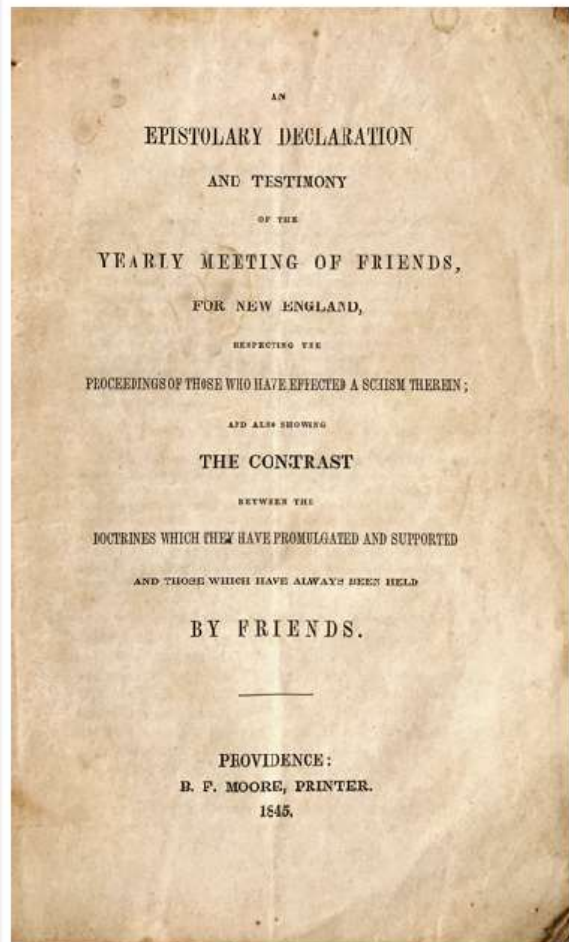 AN
EPISTOLARY DECLARATION
AND TESTIMONY
OF THE
YEARLY MEETING OF FRIENDS,
FOR NEW ENGLAND,
RESPECTING THE
PROCEEDINGS OF THOSE WHO HAVE EFFECTED A SCHISM THEREIN;
AND ALSO SHOWING
THE CONTRAST
BETWEEN THE
DOCTRINES WHICH THEY HAVE PROMULGATED AND SUPPORTED
AND THOSE WHICH HAVE ALWAYS BEEN HELD
BY FRIENDS.
PROVIDENCE:
B. F. MOORE, PRINTER.
1845.